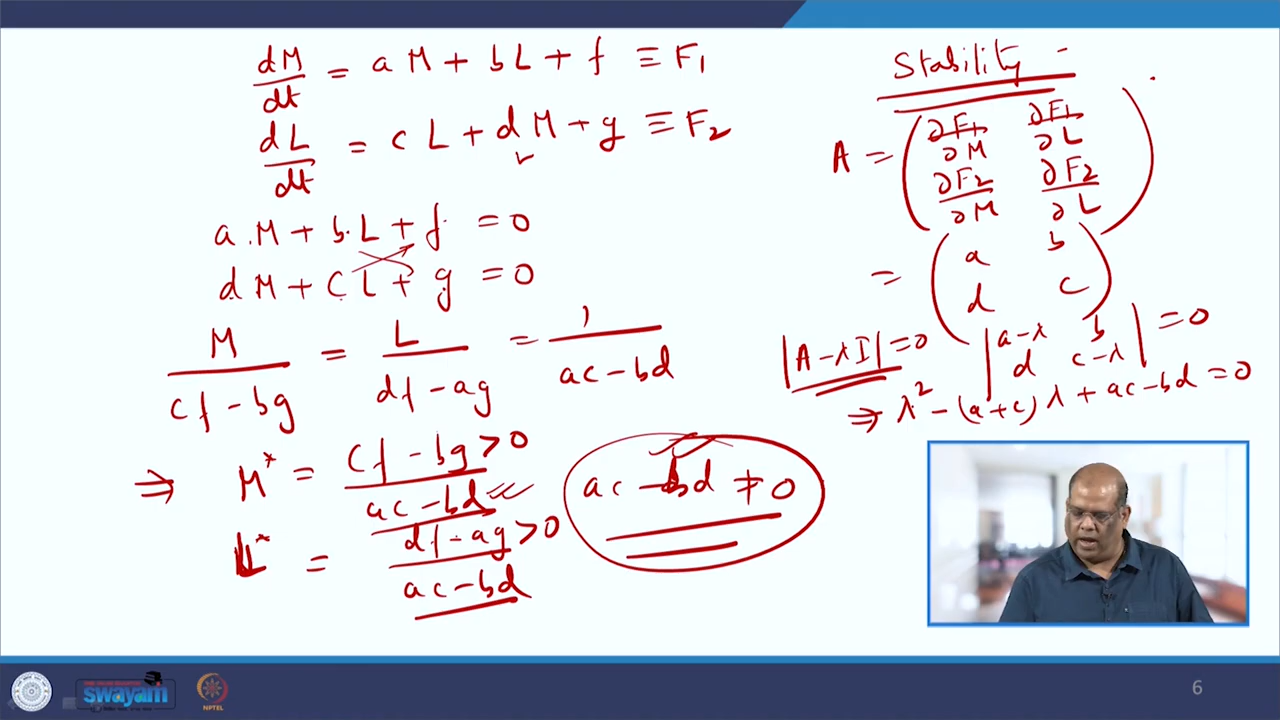 dM/dt = aM + bL + f ≡ F₁
dL/dt = cL + dM + g ≡ F₂
a.M + b.L + f = 0
dM + cL + g = 0
M/(cf - bg) = L/(df - ag) = 1/(ac - bd)
⇒ M* = (cf - bg > 0)/(ac - bd)
L* = (df - ag > 0)/(ac - bd)
ac - bd ≠ 0
Stability -
A = (∂F₁/∂M ∂F₁/∂L
∂F₂/∂M ∂F₂/∂L)
= (a b
d c)
|A - λI| = 0
|a-λ b
d c-λ| = 0
⇒ λ² - (a+c)λ + ac - bd = 0
swayam
NPTEL
6